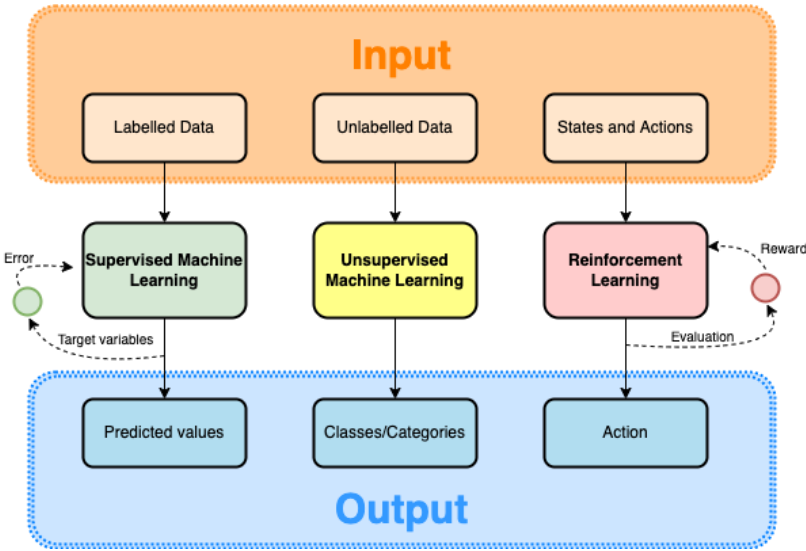 Input
Labelled Data
Unlabelled Data
States and Actions
Error
Supervised Machine
Learning
Unsupervised
Machine Learning
Reinforcement
Learning
Reward
Target variables
Evaluation
Predicted values
Classes/Categories
Action
Output